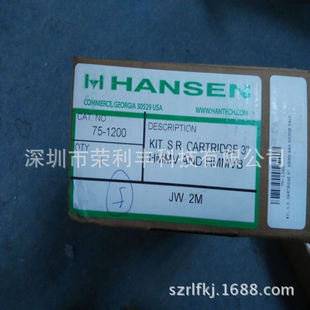 HANSEN
COMMERCE, GEORGIA 30529 USA
WWW.HANTECH.COM
CAT. NO
75-1200
DESCRIPTION
KIT, S.R. CARTRIDGE 3"
QTY
JW 2M
深圳市荣利丰科技有限公司
szrlfkj.1688.com